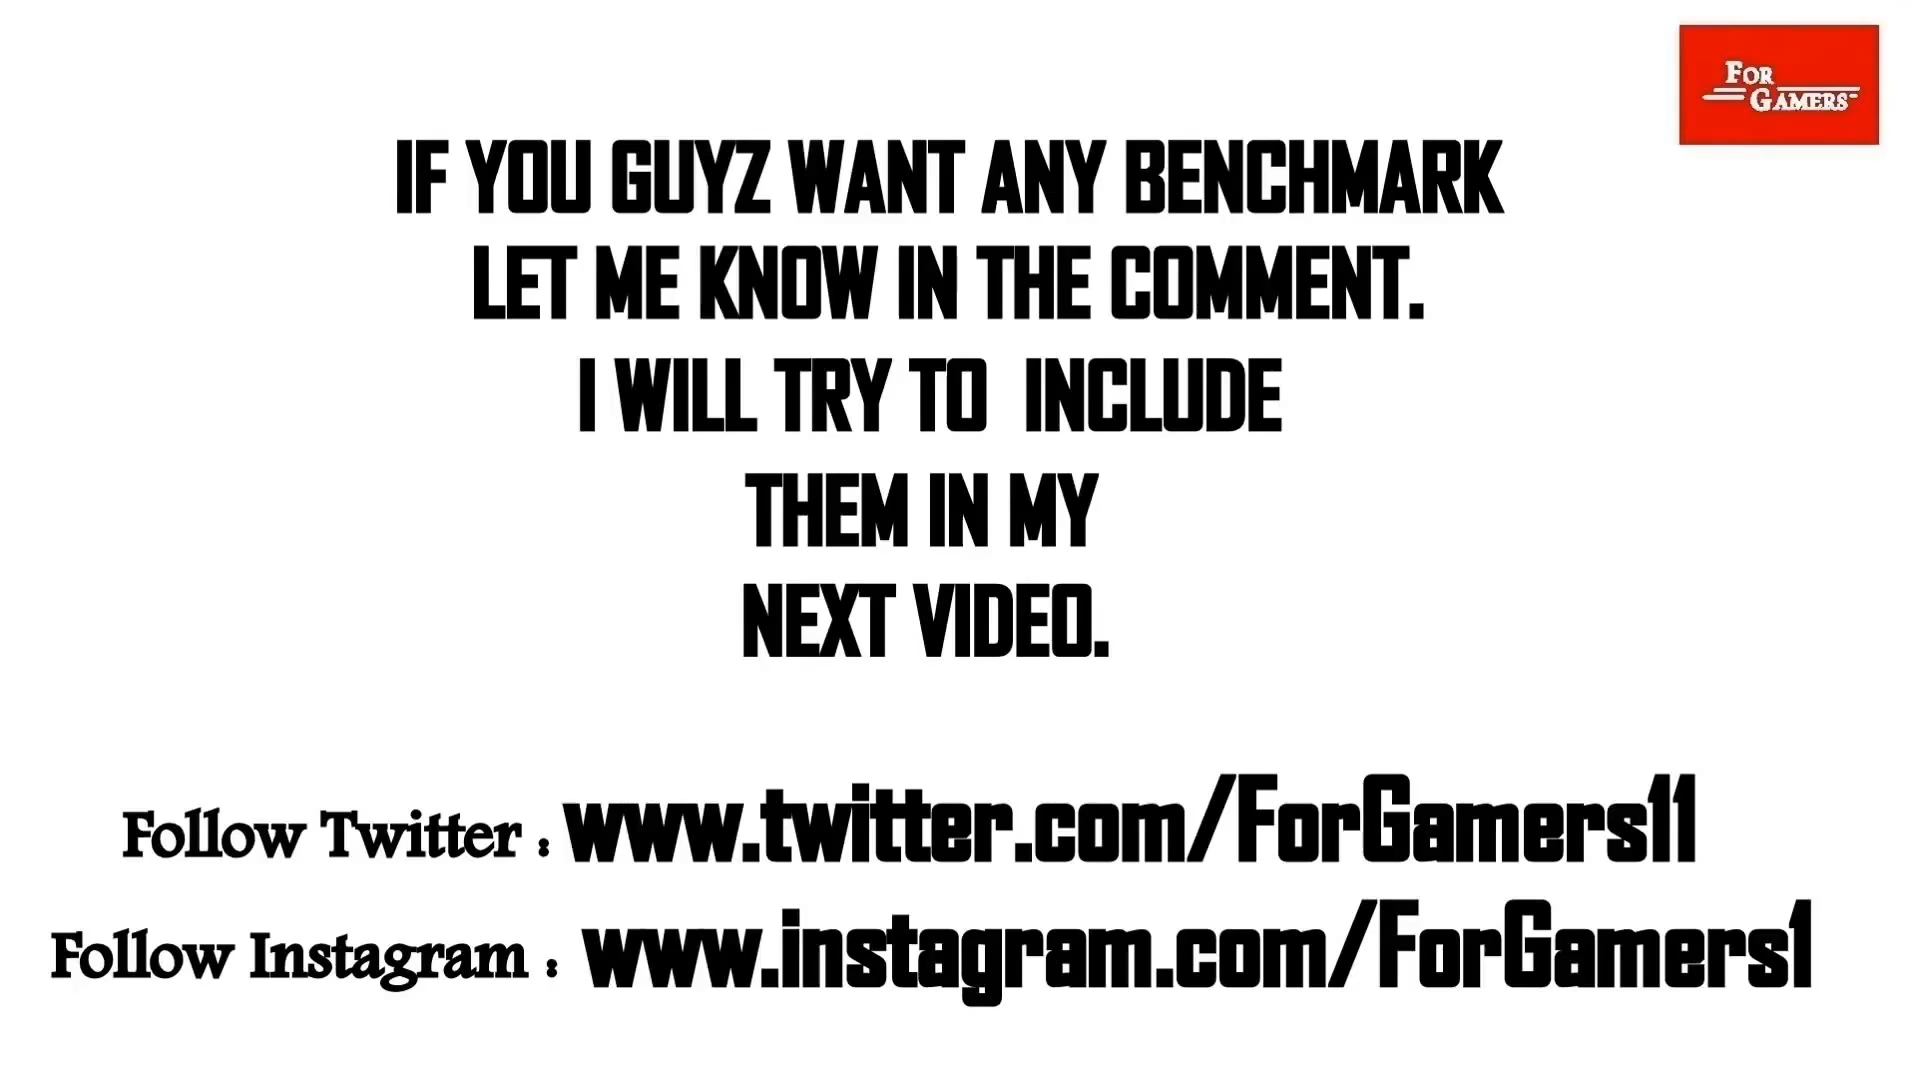 For
Gamers
IF YOU GUYZ WANT ANY BENCHMARK
LET ME KNOW IN THE COMMENT.
I WILL TRY TO INCLUDE
THEM IN MY
NEXT VIDEO.
Follow Twitter : www.twitter.com/ForGamers11
Follow Instagram : www.instagram.com/ForGamers1